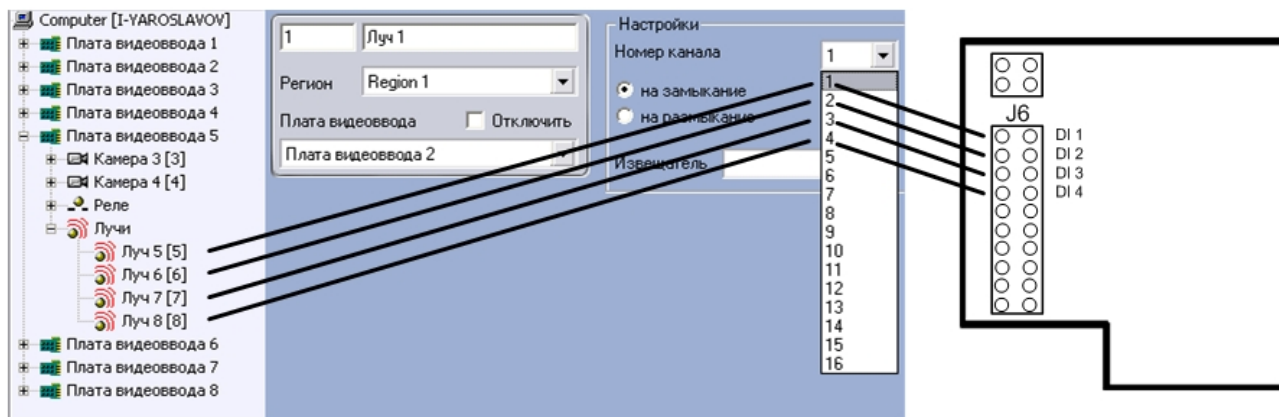 Computer [I-YAROSLAVOV]
Плата видеоввода 1
Плата видеоввода 2
Плата видеоввода 3
Плата видеоввода 4
Плата видеоввода 5
Камера 3 [3]
Камера 4 [4]
Реле
Лучи
Луч 5 [5]
Луч 6 [6]
Луч 7 [7]
Луч 8 [8]
Плата видеоввода 6
Плата видеоввода 7
Плата видеоввода 8
1 Луч 1
Регион Region 1
Плата видеоввода Отключить
Плата видеоввода 2
Настройки
Номер канала 1
на замыкание
на размыкание
Извещатель
1
2
3
4
5
6
7
8
9
10
11
12
13
14
15
16
J6
DI 1
DI 2
DI 3
DI 4